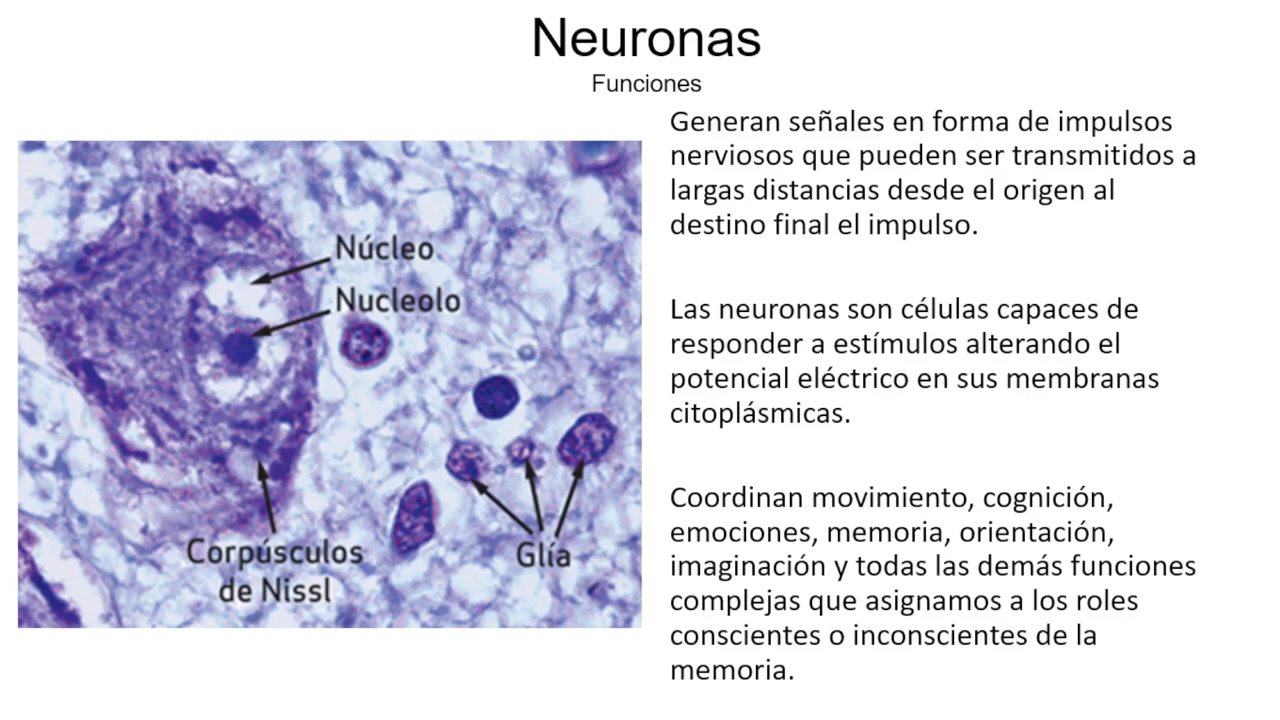 Neuronas
Funciones
Generan señales en forma de impulsos
nerviosos que pueden ser transmitidos a
largas distancias desde el origen al
destino final el impulso.
Las neuronas son células capaces de
responder a estímulos alterando el
potencial eléctrico en sus membranas
citoplásmicas.
Coordinan movimiento, cognición,
emociones, memoria, orientación,
imaginación y todas las demás funciones
complejas que asignamos a los roles
conscientes o inconscientes de la
memoria.
Núcleo
Nucleolo
Corpúsculos
de Nissl
Glía